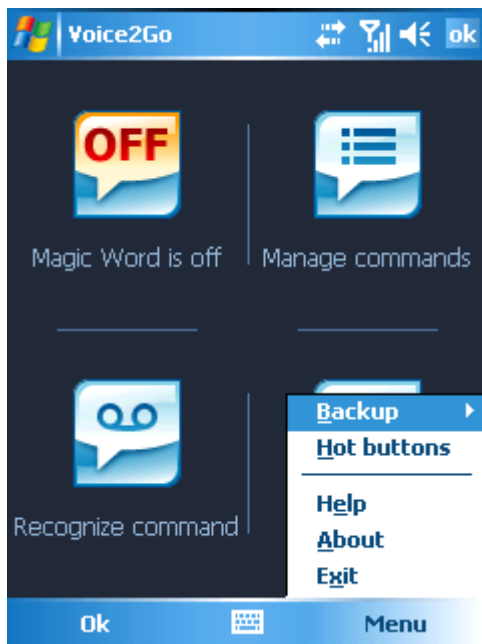 Voice2Go
ok
OFF
Magic Word is off
Manage commands
Recognize command
Backup
Hot buttons
Help
About
Exit
Ok
Menu